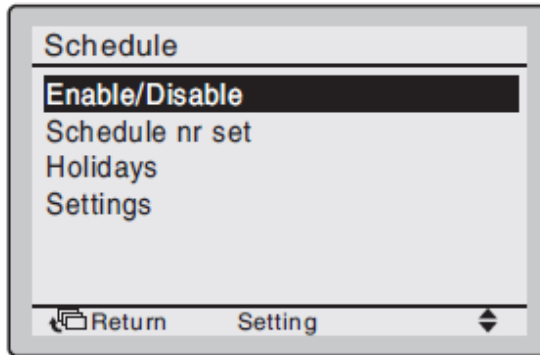 Schedule
Enable/Disable
Schedule nr set
Holidays
Settings
Return Setting